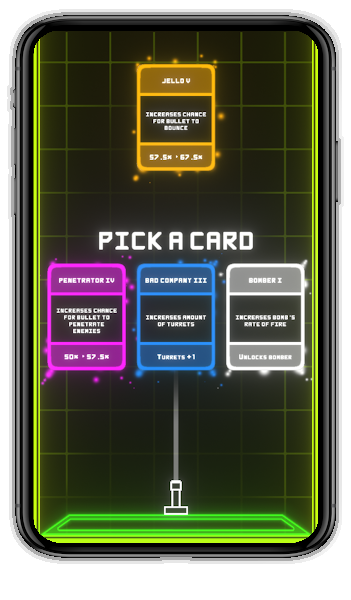 JELLO V
INCREASES CHANCE
FOR BULLET TO
BOUNCE
57.5% · 67.5%
PICK A CARD
PENETRATOR IV
INCREASES CHANCE
FOR BULLET TO
PENETRATE
ENEMIES
50% · 57.5%
BAD COMPANY III
INCREASES AMOUNT
OF TURRETS
TURRETS +1
BOMBER I
INCREASES BOMB'S
RATE OF FIRE
UNLOCKS BOMBER